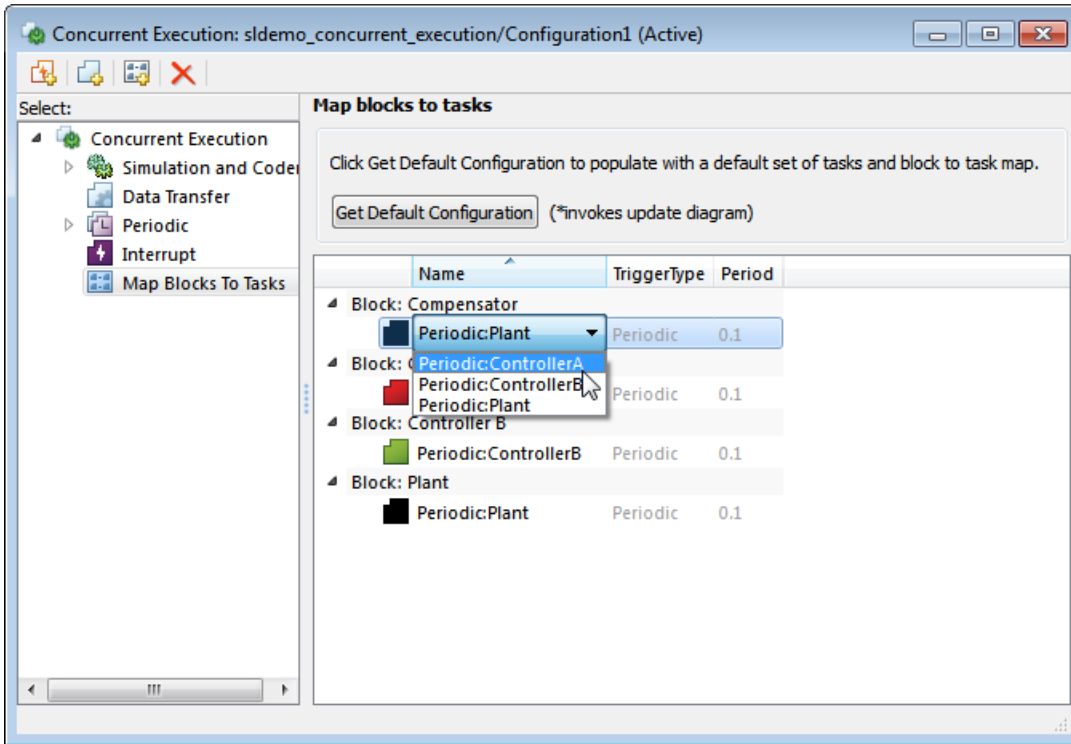 Concurrent Execution: sldemo_concurrent_execution/Configuration1 (Active)
Select:
Concurrent Execution
Simulation and Coder
Data Transfer
Periodic
Interrupt
Map Blocks To Tasks
Map blocks to tasks
Click Get Default Configuration to populate with a default set of tasks and block to task map.
Get Default Configuration (*invokes update diagram)
Name TriggerType Period
Block: Compensator
Periodic:Plant Periodic 0.1
Block:
Periodic:ControllerA
Periodic:ControllerB Periodic 0.1
Periodic:Plant
Block: Controller B
Periodic:ControllerB Periodic 0.1
Block: Plant
Periodic:Plant Periodic 0.1